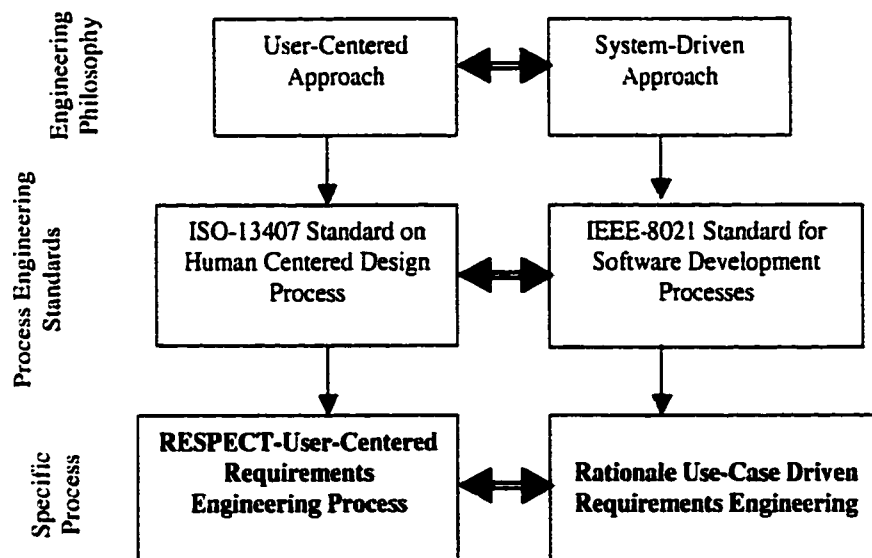 Engineering
Philosophy
User-Centered
Approach
System-Driven
Approach
Process Engineering
Standards
ISO-13407 Standard on
Human Centered Design
Process
IEEE-8021 Standard for
Software Development
Processes
Specific
Process
RESPECT-User-Centered
Requirements
Engineering Process
Rationale Use-Case Driven
Requirements Engineering